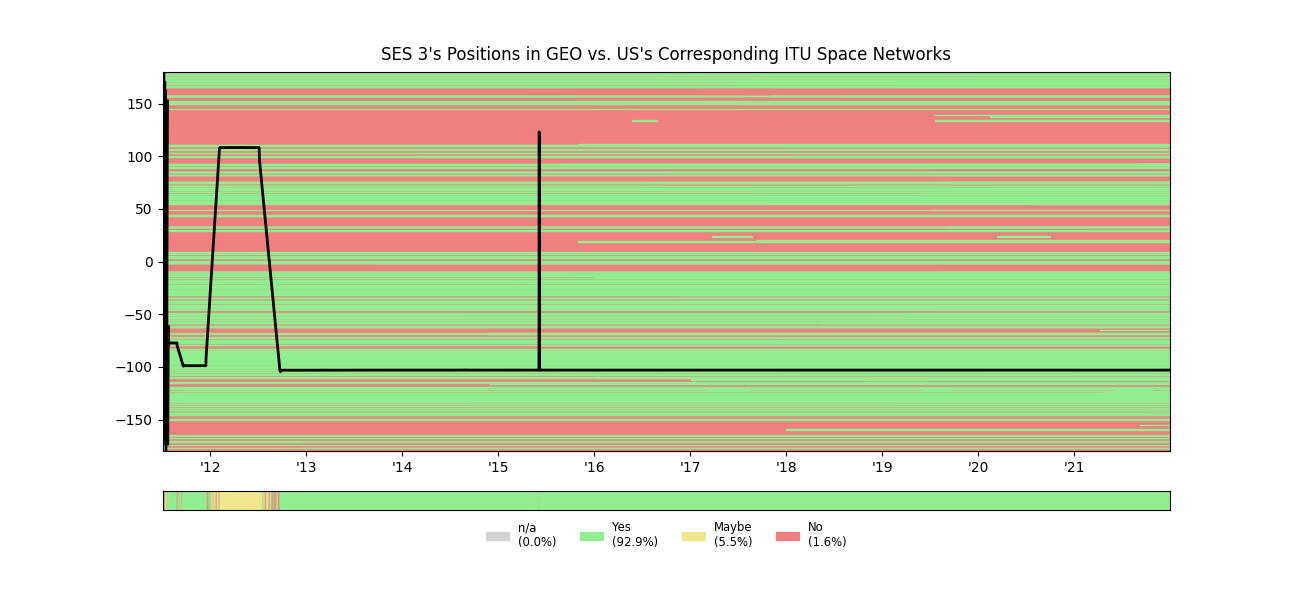 SES 3's Positions in GEO vs. US's Corresponding ITU Space Networks
150
100
50
0
−50
−100
−150
'12 '13 '14 '15 '16 '17 '18 '19 '20 '21
n/a Yes Maybe No
(0.0%) (92.9%) (5.5%) (1.6%)